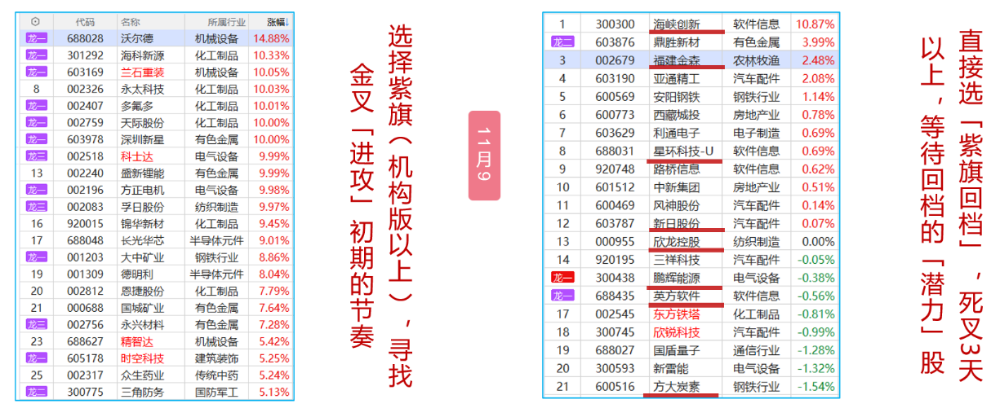 代码 名称 所属行业 涨幅↓
龙一 688028 沃尔德 机械设备 14.88%
龙一 301292 海科新源 化工制品 10.33%
龙一 603169 兰石重装 机械设备 10.05%
8 002326 永太科技 化工制品 10.03%
龙一 002407 多氟多 化工制品 10.01%
龙一 002759 天际股份 化工制品 10.00%
龙一 603978 深圳新星 有色金属 10.00%
龙三 002518 科士达 电气设备 9.99%
13 002240 盛新锂能 有色金属 9.99%
龙一 002196 方正电机 电气设备 9.98%
龙三 002083 孚日股份 纺织制造 9.97%
16 920015 锦华新材 化工制品 9.45%
17 688048 长光华芯 半导体元件 9.01%
龙一 001203 大中矿业 钢铁行业 8.86%
19 001309 德明利 半导体元件 8.04%
20 002812 恩捷股份 化工制品 7.79%
21 000688 国城矿业 有色金属 7.64%
龙三 002756 永兴材料 有色金属 7.28%
23 688627 精智达 机械设备 5.42%
龙一 605178 时空科技 建筑装饰 5.25%
25 002317 众生药业 传统中药 5.24%
龙一 300775 三角防务 国防军工 5.13%
选择紫旗（机构版以上），寻找
金叉「进攻」初期的节奏
11月9
1 300300 海峡创新 软件信息 10.87%
龙二 603876 鼎胜新材 有色金属 3.99%
3 002679 福建金森 农林牧渔 2.48%
4 603190 亚通精工 汽车配件 2.08%
5 600569 安阳钢铁 钢铁行业 1.14%
6 600773 西藏城投 房地产业 0.78%
7 603629 利通电子 电子制造 0.69%
8 688031 星环科技-U 软件信息 0.69%
9 920748 路桥信息 软件信息 0.62%
10 601512 中新集团 房地产业 0.51%
11 600469 风神股份 汽车配件 0.14%
12 603787 新日股份 汽车配件 0.07%
13 000955 欣龙控股 纺织制造 0.00%
14 920195 三祥科技 汽车配件 -0.05%
龙一 300438 鹏辉能源 电气设备 -0.38%
龙一 688435 英方软件 软件信息 -0.56%
17 002545 东方铁塔 化工制品 -0.81%
18 300745 欣锐科技 汽车配件 -0.99%
19 688027 国盾量子 通信行业 -1.28%
20 300593 新雷能 电气设备 -1.32%
21 600516 方大炭素 钢铁行业 -1.54%
直接选「紫旗回档」，死叉3天
以上，等待回档的「潜力」股